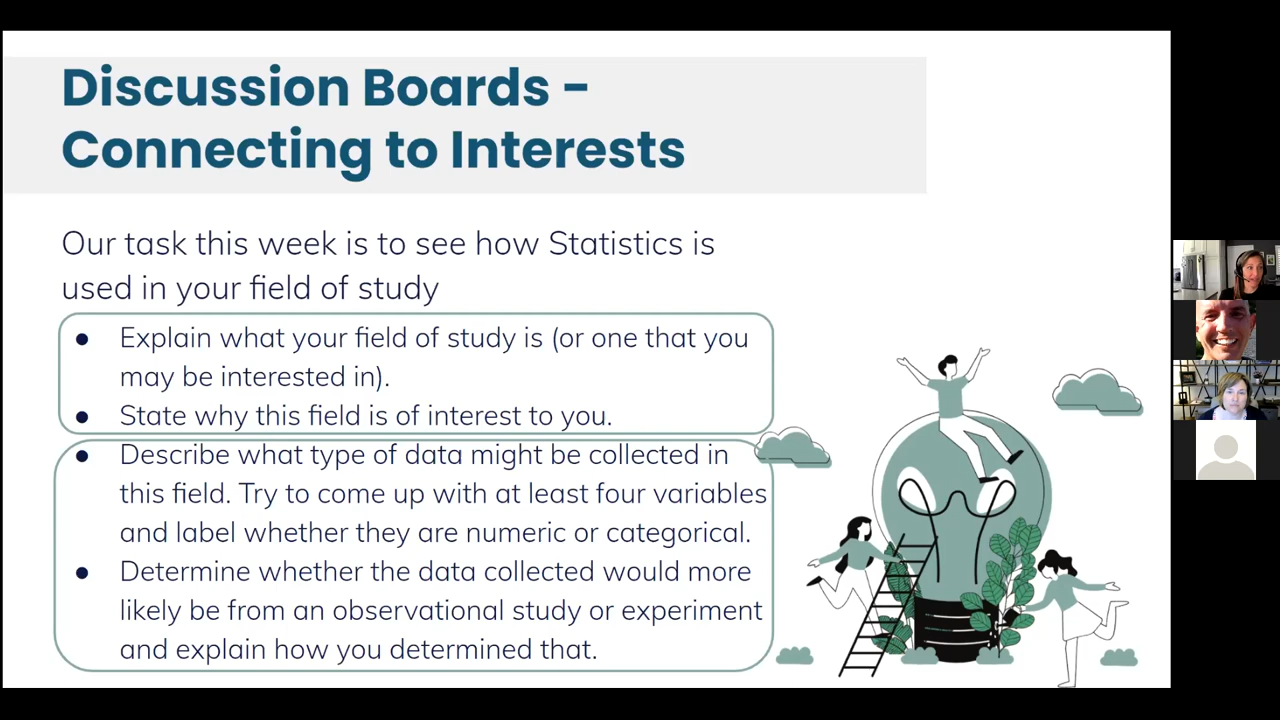 Discussion Boards -
Connecting to Interests
Our task this week is to see how Statistics is
used in your field of study
● Explain what your field of study is (or one that you
may be interested in).
● State why this field is of interest to you.
● Describe what type of data might be collected in
this field. Try to come up with at least four variables
and label whether they are numeric or categorical.
● Determine whether the data collected would more
likely be from an observational study or experiment
and explain how you determined that.